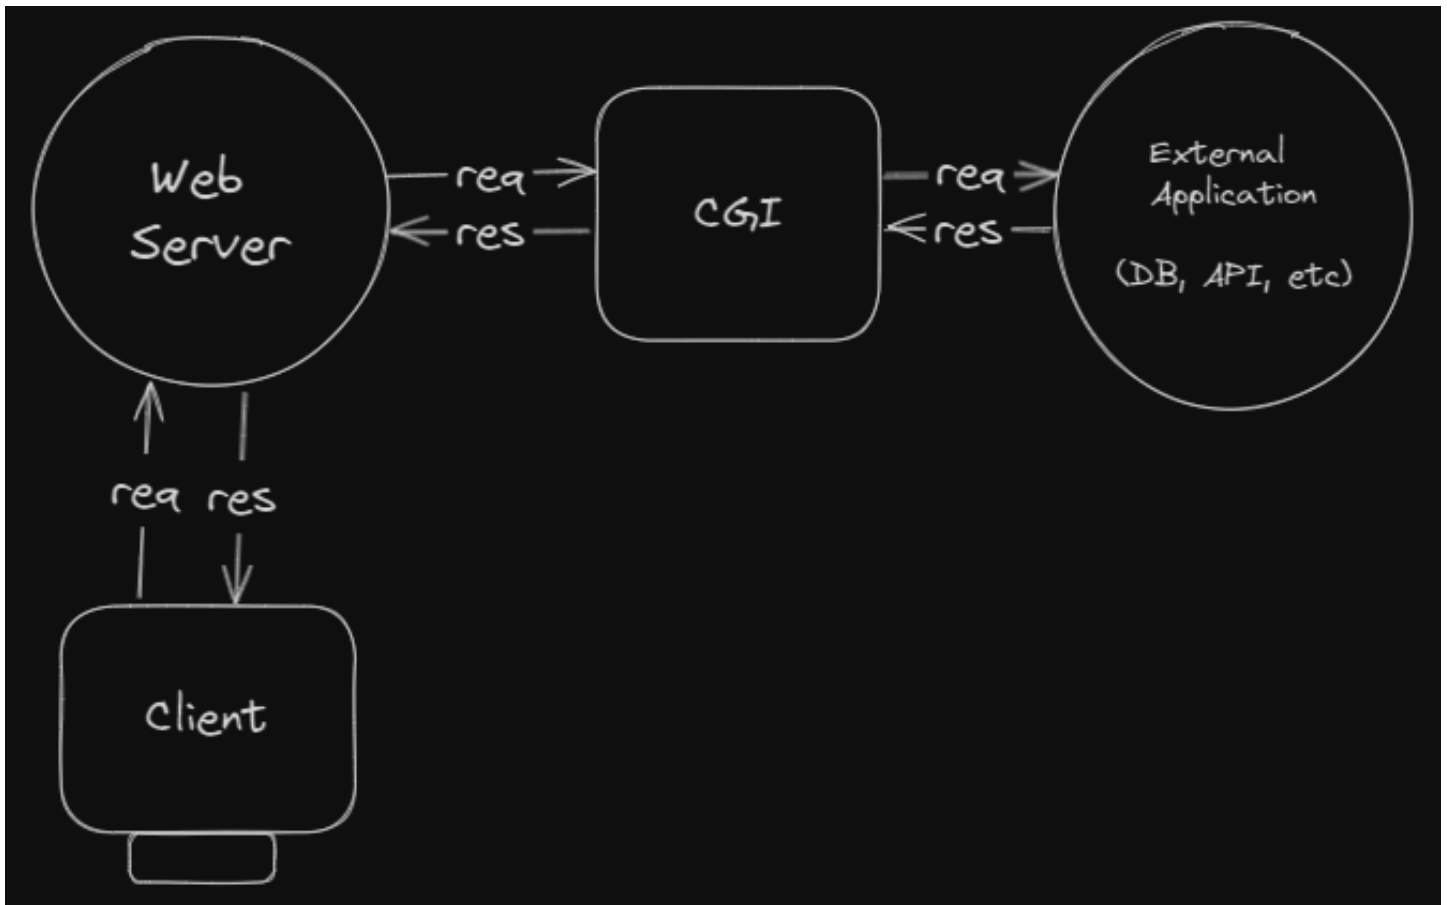 Web
Server
req
res
CGI
req
res
External
Application
(DB, API, etc)
req res
Client